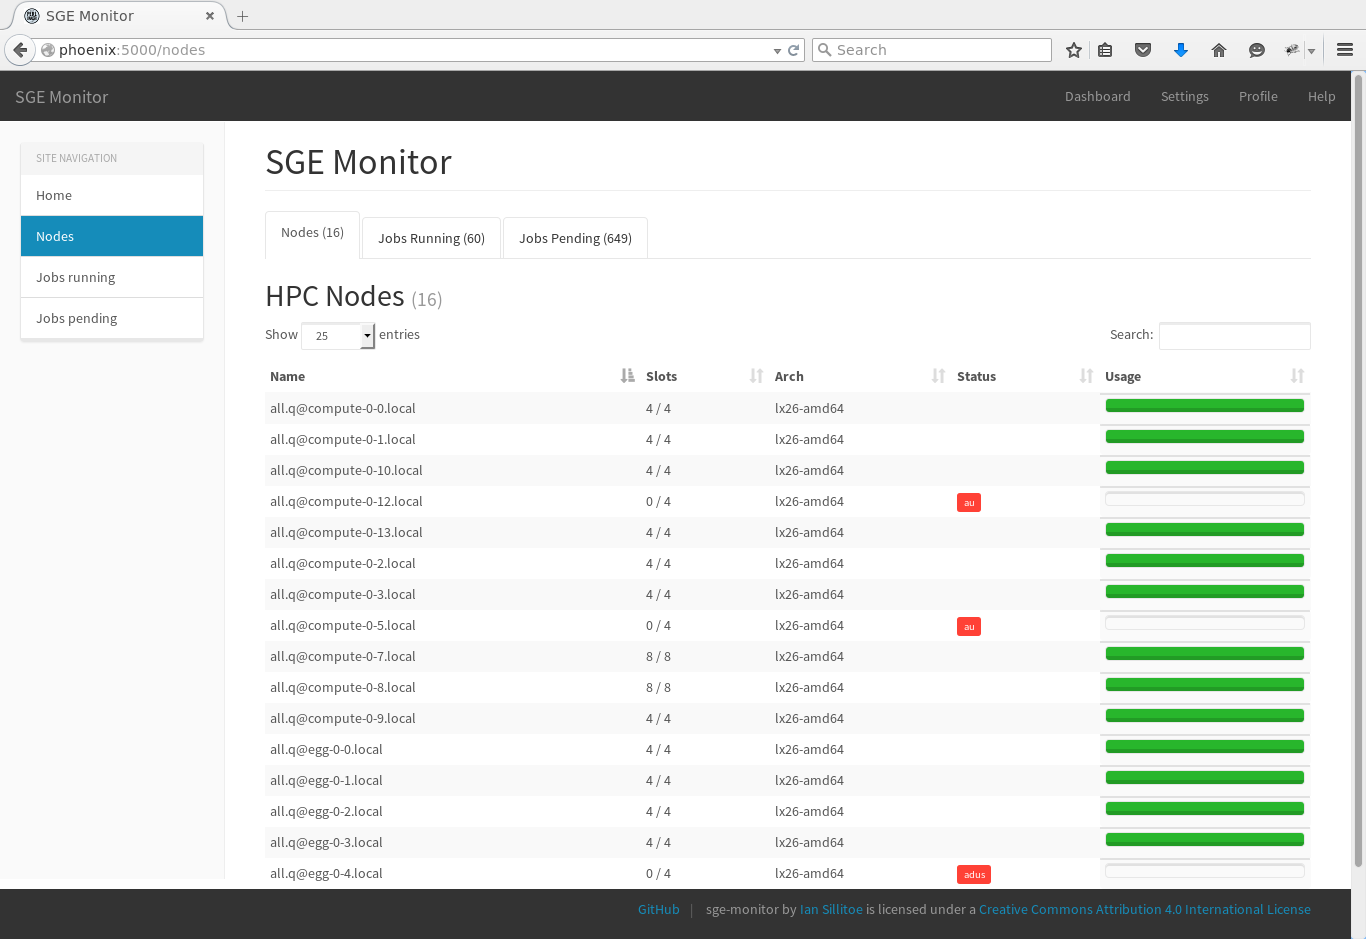 SGE Monitor
phoenix:5000/nodes
Search
SGE Monitor
Dashboard
Settings
Profile
Help
SITE NAVIGATION
Home
Nodes
Jobs running
Jobs pending
SGE Monitor
Nodes (16)
Jobs Running (60)
Jobs Pending (649)
HPC Nodes (16)
Show 25 entries
Search:
Name Slots Arch Status Usage
all.q@compute-0-0.local 4 / 4 lx26-amd64
all.q@compute-0-1.local 4 / 4 lx26-amd64
all.q@compute-0-10.local 4 / 4 lx26-amd64
all.q@compute-0-12.local 0 / 4 lx26-amd64 au
all.q@compute-0-13.local 4 / 4 lx26-amd64
all.q@compute-0-2.local 4 / 4 lx26-amd64
all.q@compute-0-3.local 4 / 4 lx26-amd64
all.q@compute-0-5.local 0 / 4 lx26-amd64 au
all.q@compute-0-7.local 8 / 8 lx26-amd64
all.q@compute-0-8.local 8 / 8 lx26-amd64
all.q@compute-0-9.local 4 / 4 lx26-amd64
all.q@egg-0-0.local 4 / 4 lx26-amd64
all.q@egg-0-1.local 4 / 4 lx26-amd64
all.q@egg-0-2.local 4 / 4 lx26-amd64
all.q@egg-0-3.local 4 / 4 lx26-amd64
all.q@egg-0-4.local 0 / 4 lx26-amd64 adus
GitHub | sge-monitor by Ian Sillitoe is licensed under a Creative Commons Attribution 4.0 International License